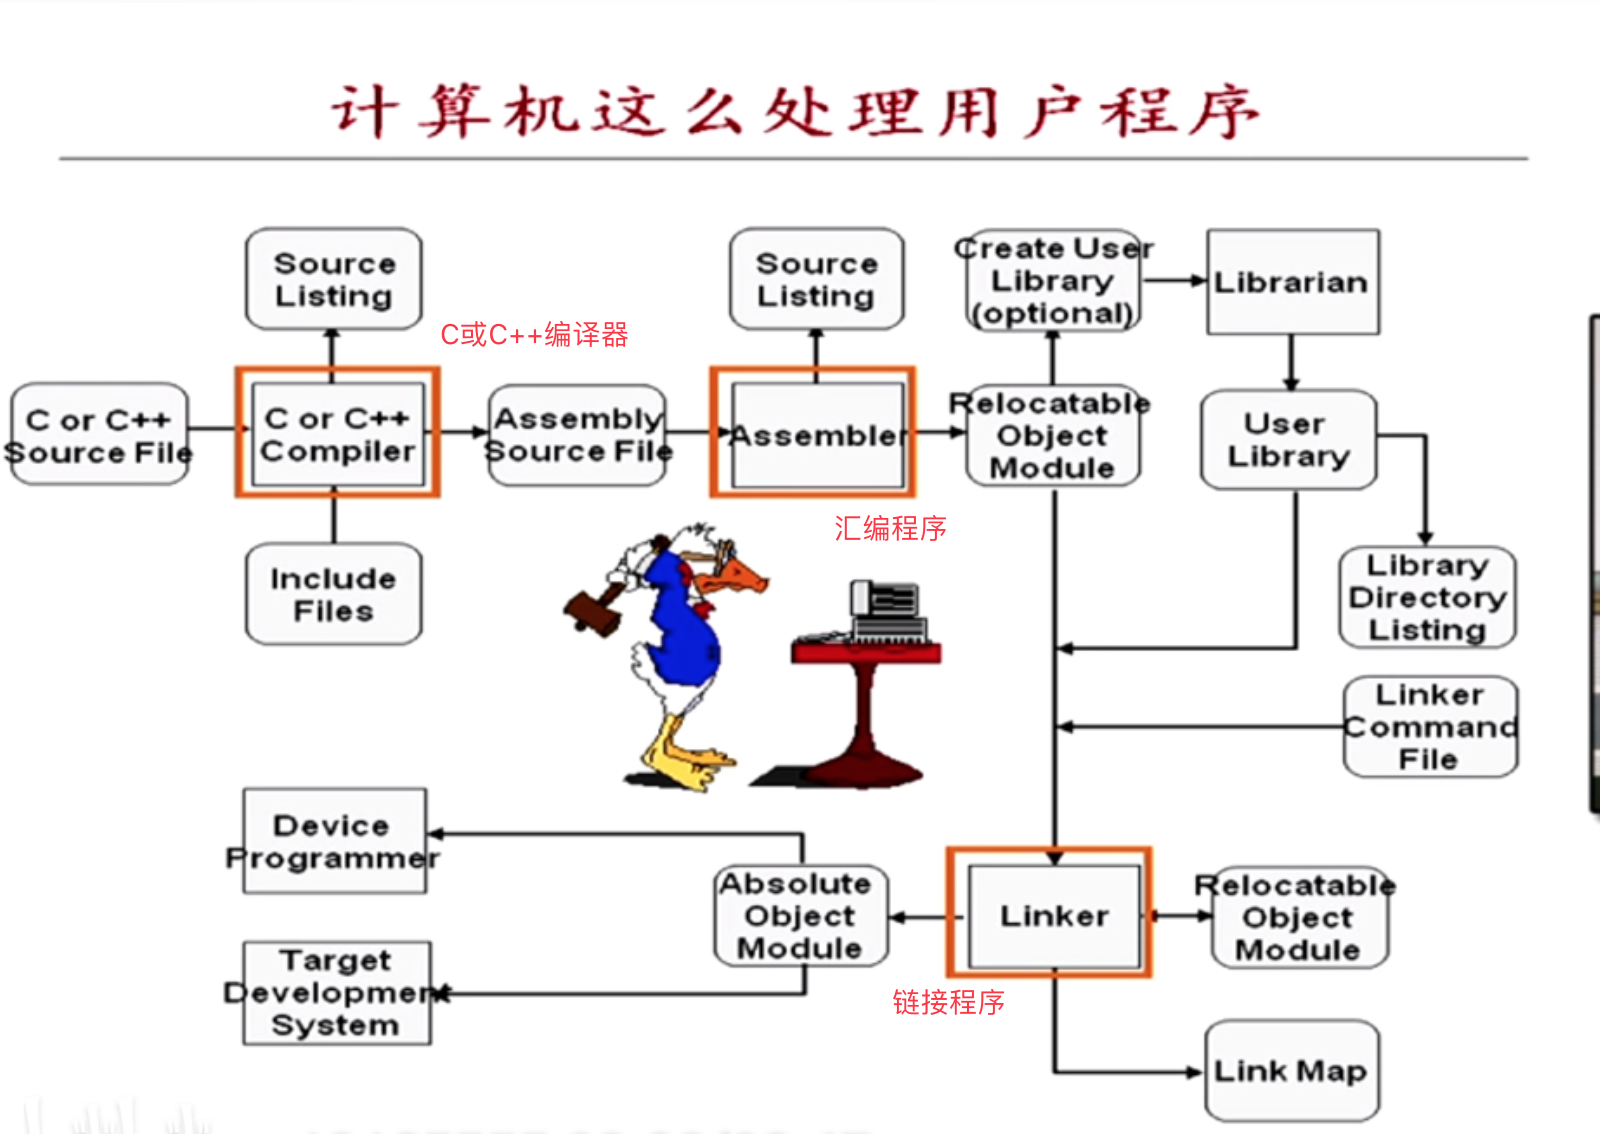 计算机这么处理用户程序
Source
Listing
Source
Listing
Create User
Library
(optional)
Librarian
C或C++编译器
C or C++
Source File
C or C++
Compiler
Assembly
Source File
Assembler
Relocatable
Object
Module
User
Library
汇编程序
Include
Files
Library
Directory
Listing
Linker
Command
File
Device
Programmer
Absolute
Object
Module
Linker
Relocatable
Object
Module
Target
Development
System
链接程序
Link Map